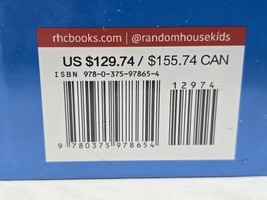 rhcbooks.com | @randomhousekids
US $129.74 / $155.74 CAN
ISBN 978-0-375-97865-4
12974
9 780375 978654